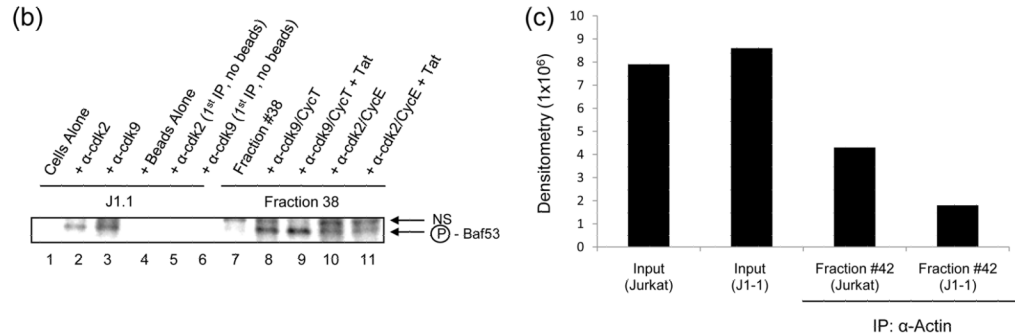 (b)
Cells Alone
+ α-cdk2
+ α-cdk9
+ Beads Alone
+ α-cdk2 (1st IP, no beads)
+ α-cdk9 (1st IP, no beads)
Fraction #38
+ α-cdk9/CycT
+ α-cdk9/CycT + Tat
+ α-cdk2/CycE
+ α-cdk2/CycE + Tat
J1.1
Fraction 38
NS
P - Baf53
1 2 3 4 5 6 7 8 9 10 11
(c)
Densitometry (1x10⁶)
10
9
8
7
6
5
4
3
2
1
0
Input (Jurkat)
Input (J1-1)
Fraction #42 (Jurkat)
Fraction #42 (J1-1)
IP: α-Actin